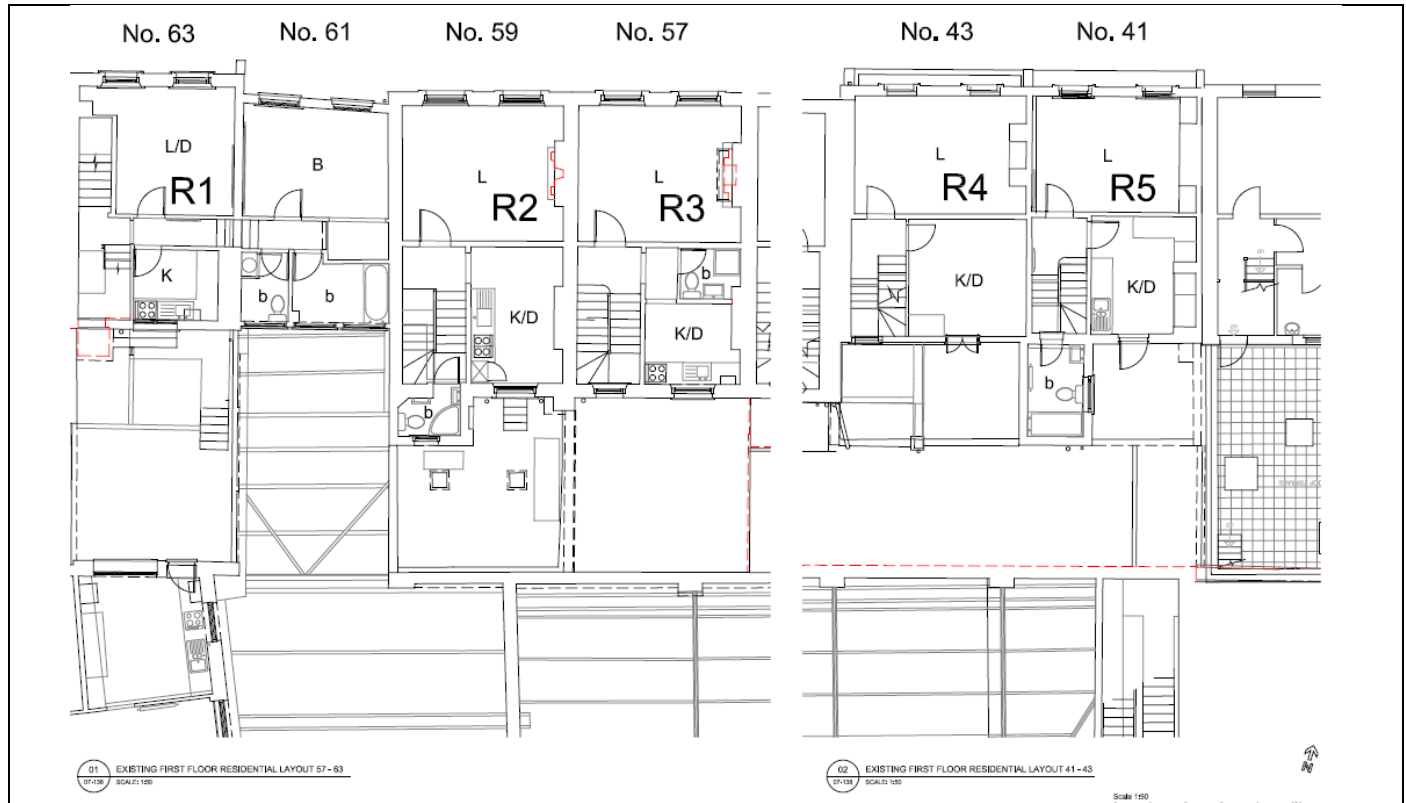 No. 63 No. 61 No. 59 No. 57 No. 43 No. 41
L/D
R1
B
L
R2
L
R3
L
R4
L
R5
K
b
b
K/D
b
b
K/D
K/D
K/D
b
01
07-138
EXISTING FIRST FLOOR RESIDENTIAL LAYOUT 57 - 63
SCALE: 1:50
02
07-138
EXISTING FIRST FLOOR RESIDENTIAL LAYOUT 41 - 43
SCALE: 1:50
N
Scale 1:50